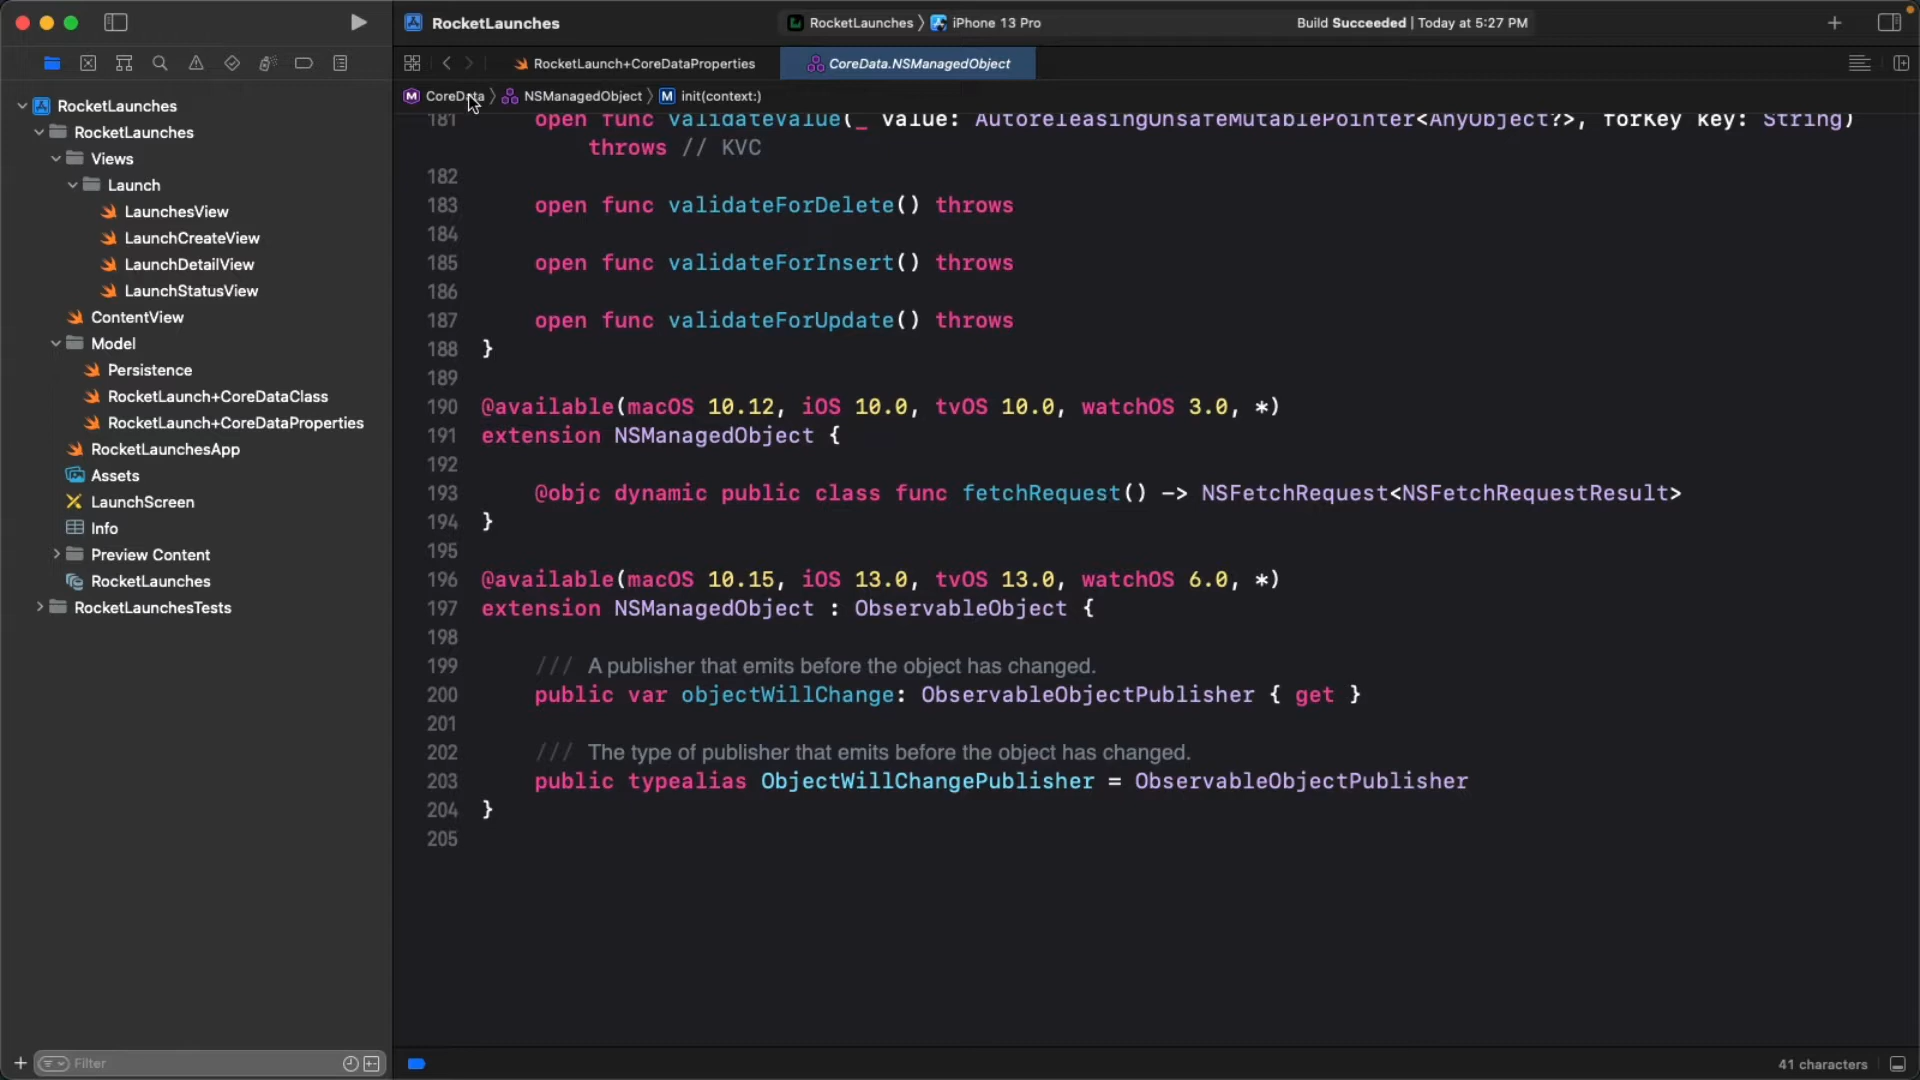 RocketLaunches
RocketLaunches 〉 iPhone 13 Pro
Build Succeeded | Today at 5:27 PM
RocketLaunch+CoreDataProperties
CoreData.NSManagedObject
CoreData 〉 NSManagedObject 〉 M init(context:)
RocketLaunches
RocketLaunches
Views
Launch
LaunchesView
LaunchCreateView
LaunchDetailView
LaunchStatusView
ContentView
Model
Persistence
RocketLaunch+CoreDataClass
RocketLaunch+CoreDataProperties
RocketLaunchesApp
Assets
LaunchScreen
Info
Preview Content
RocketLaunches
RocketLaunchesTests
Filter
181 open func validateValue(_ value: AutoreleasingUnsafeMutablePointer<AnyObject?>, forKey key: String)
throws // KVC
182
183 open func validateForDelete() throws
184
185 open func validateForInsert() throws
186
187 open func validateForUpdate() throws
188 }
189
190 @available(macOS 10.12, iOS 10.0, tvOS 10.0, watchOS 3.0, *)
191 extension NSManagedObject {
192
193 @objc dynamic public class func fetchRequest() -> NSFetchRequest<NSFetchRequestResult>
194 }
195
196 @available(macOS 10.15, iOS 13.0, tvOS 13.0, watchOS 6.0, *)
197 extension NSManagedObject : ObservableObject {
198
199 /// A publisher that emits before the object has changed.
200 public var objectWillChange: ObservableObjectPublisher { get }
201
202 /// The type of publisher that emits before the object has changed.
203 public typealias ObjectWillChangePublisher = ObservableObjectPublisher
204 }
205
41 characters